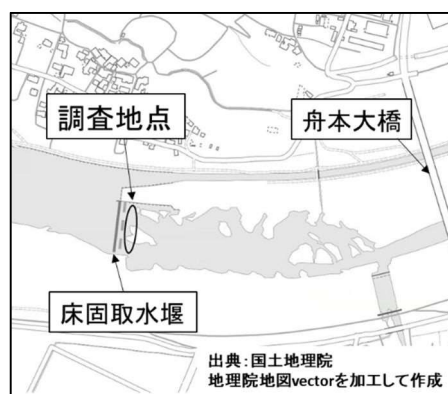 調査地点
舟本大橋
床固取水堰
出典:国土地理院
地理院地図vectorを加工して作成